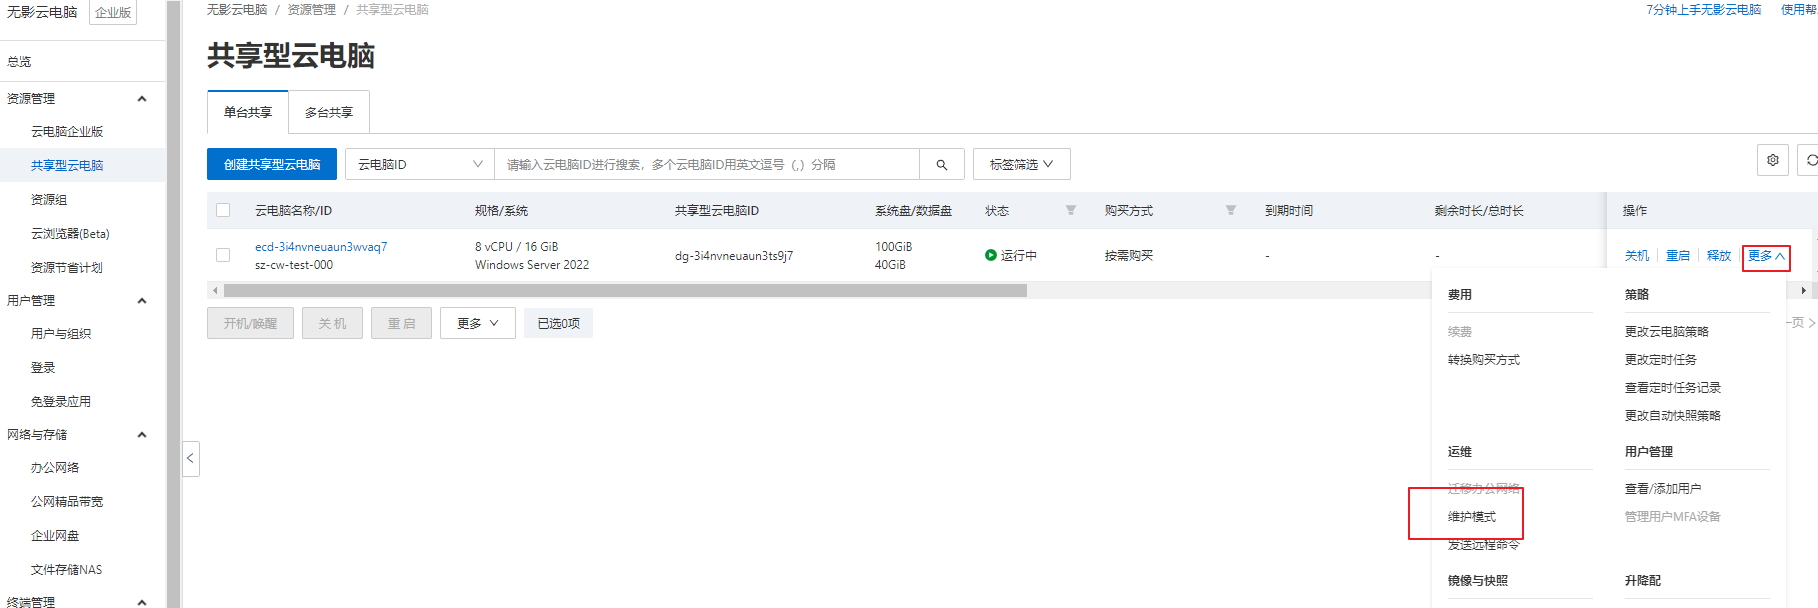 无影云电脑 企业版
总览
资源管理
云电脑企业版
共享型云电脑
资源组
云浏览器(Beta)
资源节省计划
用户管理
用户与组织
登录
免登录应用
网络与存储
办公网络
公网精品带宽
企业网盘
文件存储NAS
终端管理
无影云电脑 / 资源管理 / 共享型云电脑
7分钟上手无影云电脑 使用帮
共享型云电脑
单台共享 多台共享
创建共享型云电脑 云电脑ID 请输入云电脑ID进行搜索，多个云电脑ID用英文逗号（,）分隔 标签筛选
云电脑名称/ID 规格/系统 共享型云电脑ID 系统盘/数据盘 状态 购买方式 到期时间 剩余时长/总时长 操作
ecd-3i4nvneuaun3wvaq7 8 vCPU / 16 GiB 100GiB
sz-cw-test-000 Windows Server 2022 dg-3i4nvneuaun3ts9j7 40GiB 运行中 按需购买 - - 关机 重启 释放 更多
开机/唤醒 关 机 重 启 更多 已选0项
页
费用
续费
转换购买方式
策略
更改云电脑策略
更改定时任务
查看定时任务记录
更改自动快照策略
运维
迁移办公网络
维护模式
发送远程命令
用户管理
查看/添加用户
管理用户MFA设备
镜像与快照
升降配